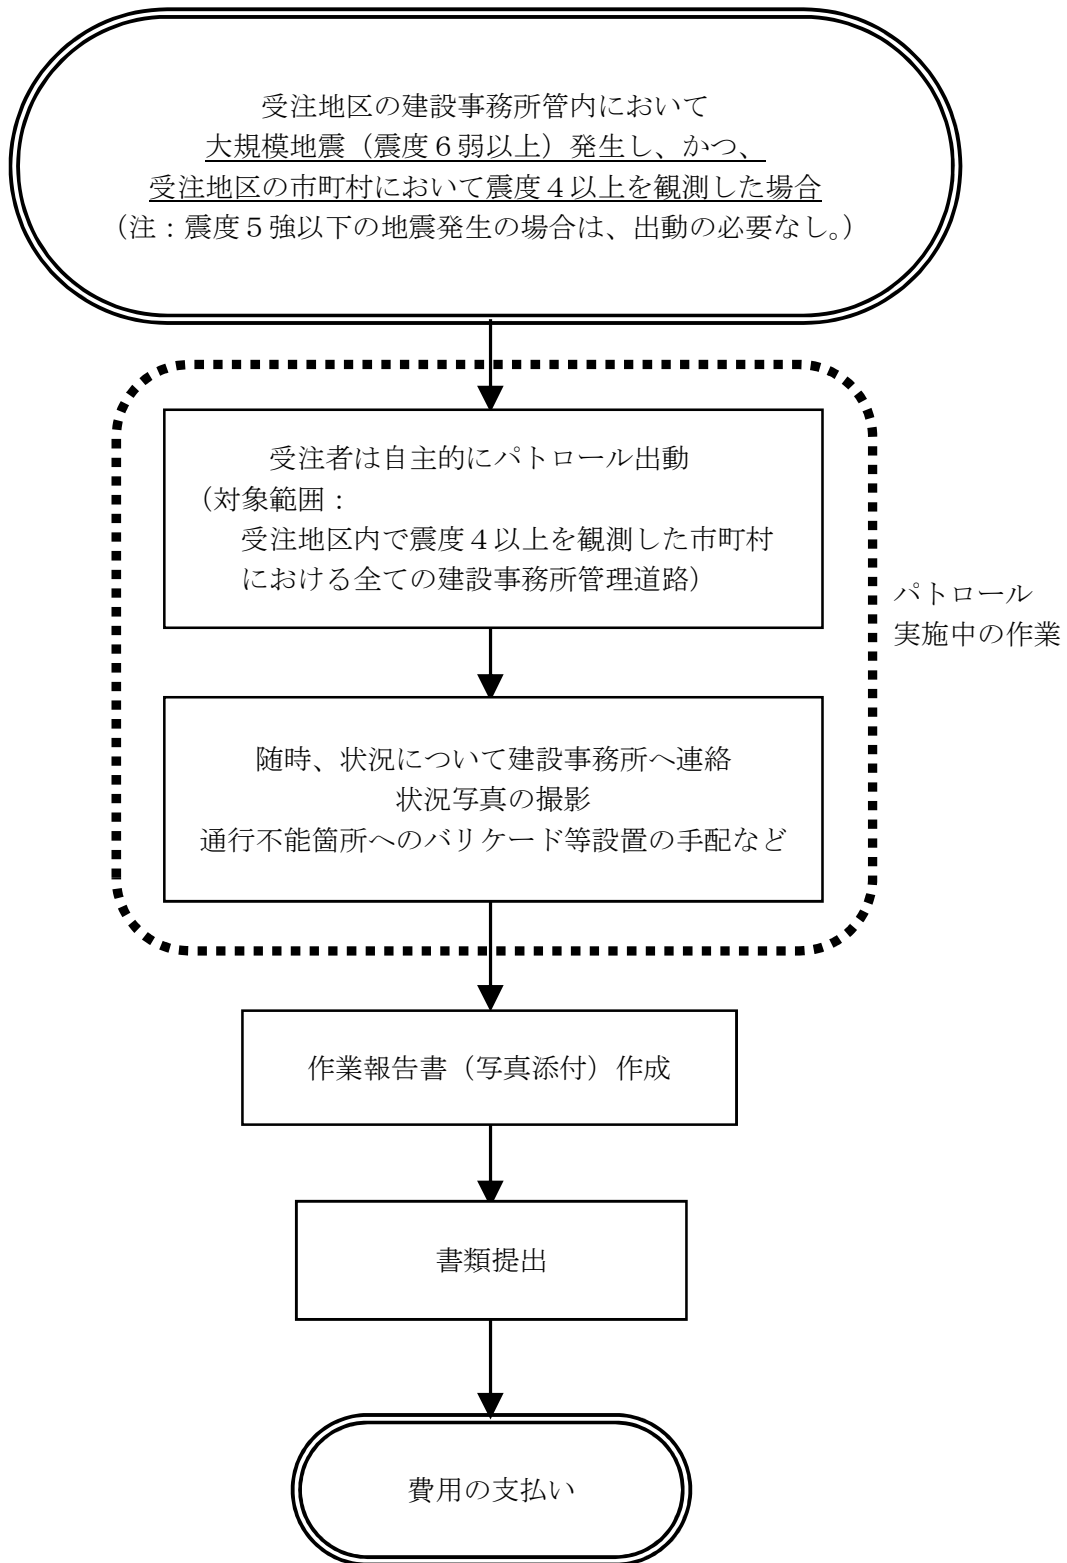 受注地区の建設事務所管内において
大規模地震（震度６弱以上）発生し、かつ、
受注地区の市町村において震度４以上を観測した場合
（注：震度５強以下の地震発生の場合は、出動の必要なし。）
受注者は自主的にパトロール出動
（対象範囲：
受注地区内で震度４以上を観測した市町村
における全ての建設事務所管理道路）
パトロール
実施中の作業
随時、状況について建設事務所へ連絡
状況写真の撮影
通行不能箇所へのバリケード等設置の手配など
作業報告書（写真添付）作成
書類提出
費用の支払い